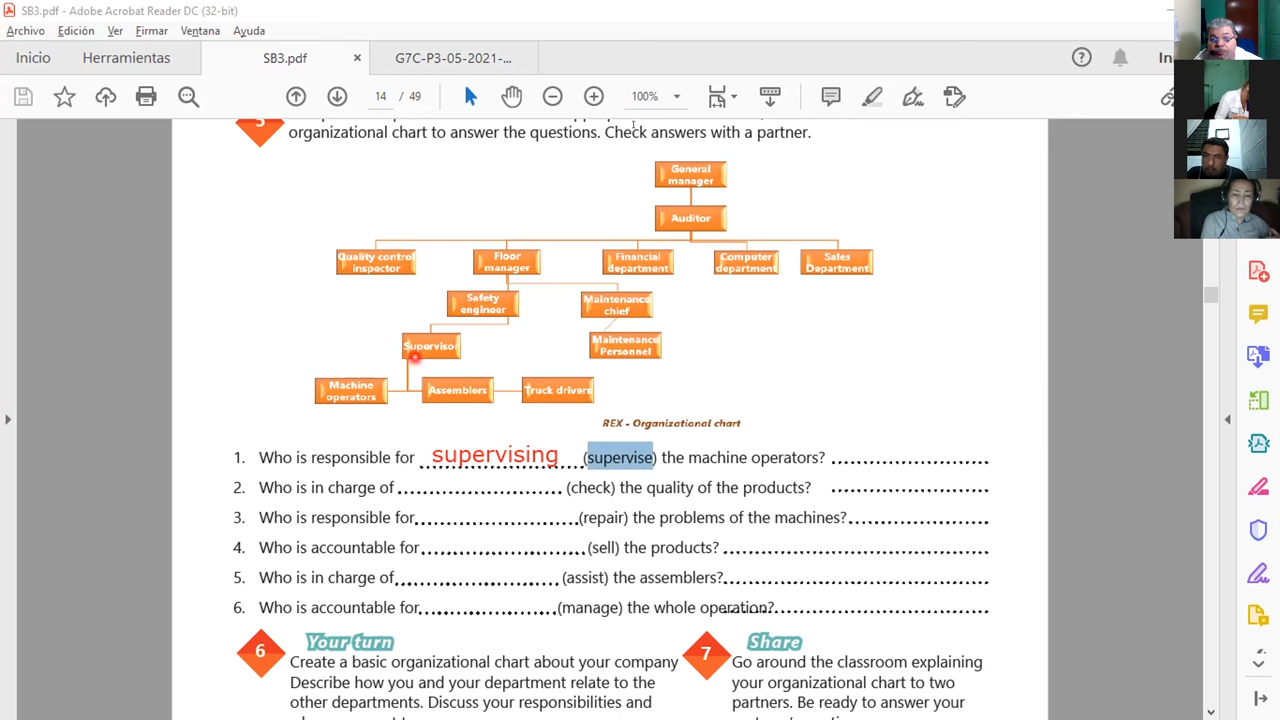 SB3.pdf - Adobe Acrobat Reader DC (32-bit)
Archivo Edición Ver Firmar Ventana Ayuda
Inicio Herramientas SB3.pdf × G7C-P3-05-2021-... In
14 / 49 100%
5
organizational chart to answer the questions. Check answers with a partner.
General
manager
Auditor
Quality control
inspector
Floor
manager
Financial
department
Computer
department
Sales
Department
Safety
engineer
Maintenance
chief
Supervisor
Maintenance
Personnel
Machine
operators
Assemblers
Truck drivers
REX - Organizational chart
1. Who is responsible for supervising (supervise) the machine operators?
2. Who is in charge of (check) the quality of the products?
3. Who is responsible for (repair) the problems of the machines?
4. Who is accountable for (sell) the products?
5. Who is in charge of (assist) the assemblers?
6. Who is accountable for (manage) the whole operation?
6 Your turn
Create a basic organizational chart about your company
Describe how you and your department relate to the
other departments. Discuss your responsibilities and
7 Share
Go around the classroom explaining
your organizational chart to two
partners. Be ready to answer your